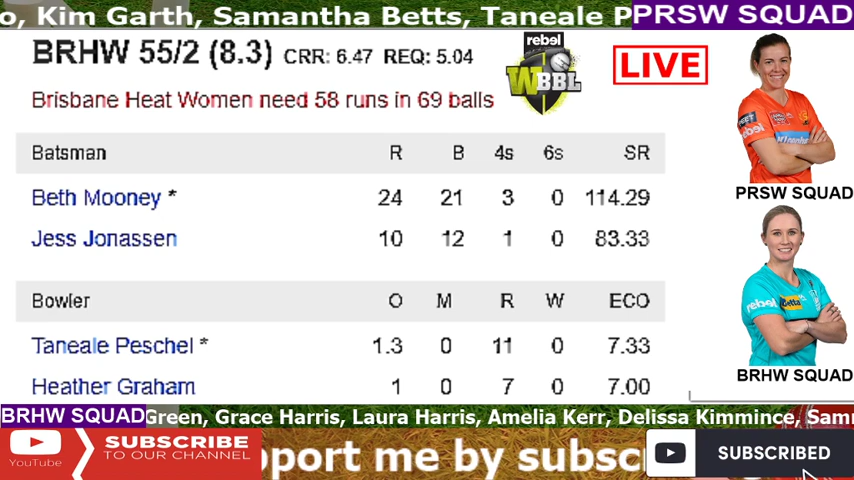 o, Kim Garth, Samantha Betts, Taneale P
PRSW SQUAD
BRHW 55/2 (8.3) CRR: 6.47 REQ: 5.04
rebel
WBBL
LIVE
Brisbane Heat Women need 58 runs in 69 balls
Batsman R B 4s 6s SR
Beth Mooney * 24 21 3 0 114.29
Jess Jonassen 10 12 1 0 83.33
PRSW SQUAD
Bowler O M R W ECO
Taneale Peschel * 1.3 0 11 0 7.33
Heather Graham 1 0 7 0 7.00
rebel
BRHW SQUAD
BRHW SQUAD
Green, Grace Harris, Laura Harris, Amelia Kerr, Delissa Kimmince, Samm
YouTube
SUBSCRIBE
TO OUR CHANNEL
pport me by subsc
SUBSCRIBED